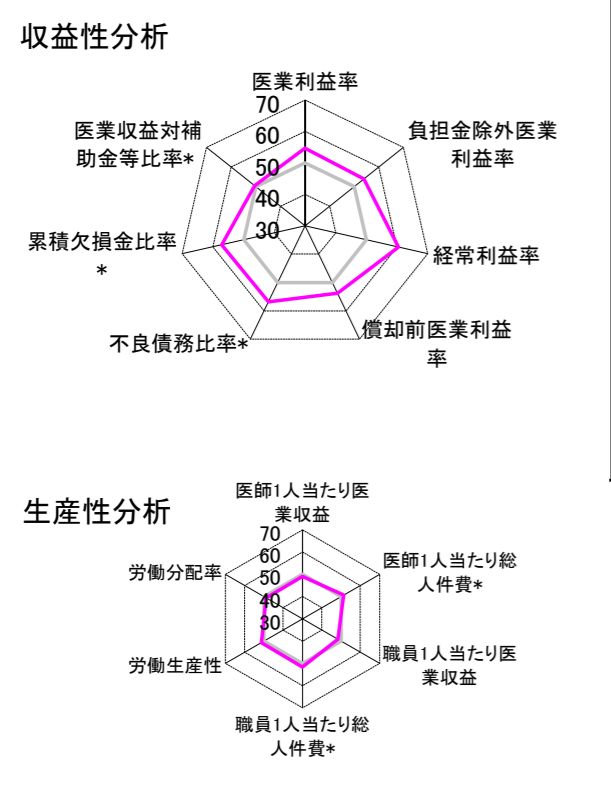 収益性分析
医業利益率
70
60
50
40
30
負担金除外医業
利益率
経常利益率
償却前医業利益
率
不良債務比率*
累積欠損金比率
*
医業収益対補
助金等比率*
生産性分析
医師1人当たり医
業収益
70
60
50
40
30
医師1人当たり総
人件費*
職員1人当たり医
業収益
職員1人当たり総
人件費*
労働生産性
労働分配率